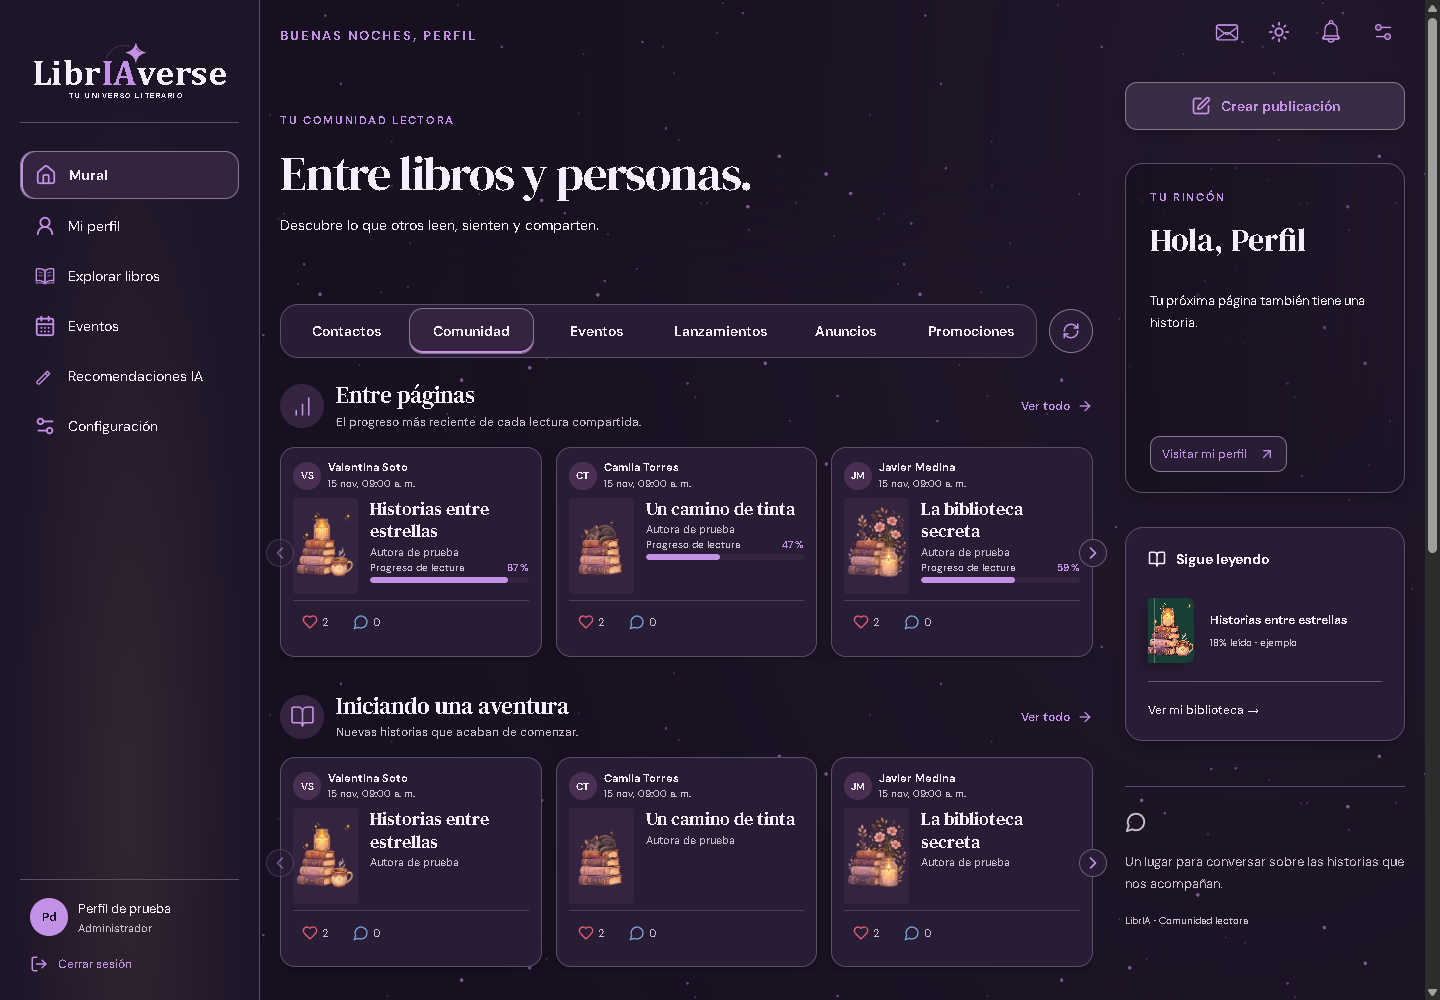 LibrIAverse
TU UNIVERSO LITERARIO
Mural
Mi perfil
Explorar libros
Eventos
Recomendaciones IA
Configuración
Pd
Perfil de prueba
Administrador
Cerrar sesión
BUENAS NOCHES, PERFIL
TU COMUNIDAD LECTORA
Entre libros y personas.
Descubre lo que otros leen, sienten y comparten.
Contactos
Comunidad
Eventos
Lanzamientos
Anuncios
Promociones
Entre páginas
El progreso más reciente de cada lectura compartida.
Ver todo →
VS
Valentina Soto
15 nov, 09:00 a. m.
Historias entre
estrellas
Autora de prueba
Progreso de lectura 87 %
2 0
CT
Camila Torres
15 nov, 09:00 a. m.
Un camino de tinta
Autora de prueba
Progreso de lectura 47 %
2 0
JM
Javier Medina
15 nov, 09:00 a. m.
La biblioteca
secreta
Autora de prueba
Progreso de lectura 59 %
2 0
Iniciando una aventura
Nuevas historias que acaban de comenzar.
Ver todo →
VS
Valentina Soto
15 nov, 09:00 a. m.
Historias entre
estrellas
Autora de prueba
2 0
CT
Camila Torres
15 nov, 09:00 a. m.
Un camino de tinta
Autora de prueba
2 0
JM
Javier Medina
15 nov, 09:00 a. m.
La biblioteca
secreta
Autora de prueba
2 0
Crear publicación
TU RINCÓN
Hola, Perfil
Tu próxima página también tiene una
historia.
Visitar mi perfil
Sigue leyendo
Historias entre estrellas
18% leído · ejemplo
Ver mi biblioteca →
Un lugar para conversar sobre las historias que
nos acompañan.
LibrIA · Comunidad lectora